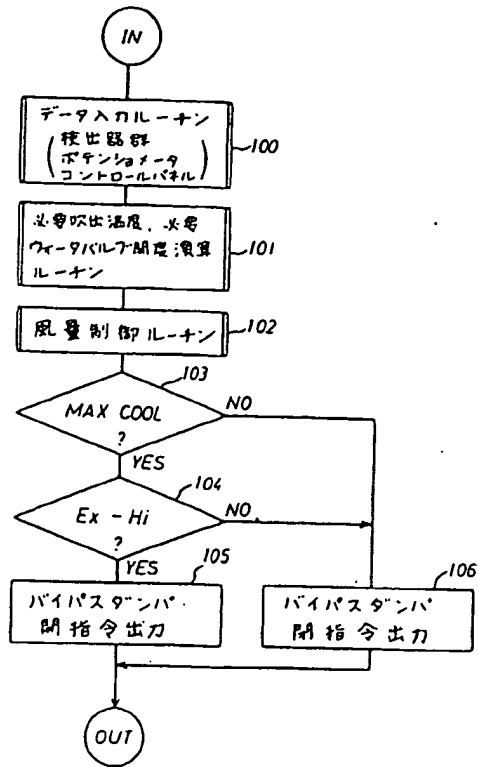 IN
データ入力ルーチン
検出器群
ポテンショメータ
コントロールパネル
100
必要吹出温度, 必要
ウォータバルブ開度演算
ルーチン
101
風量制御ルーチン
102
103
MAX COOL
?
NO
YES
104
Ex - Hi
?
NO
YES
105
バイパスダンパ
開指令出力
106
バイパスダンパ
閉指令出力
OUT